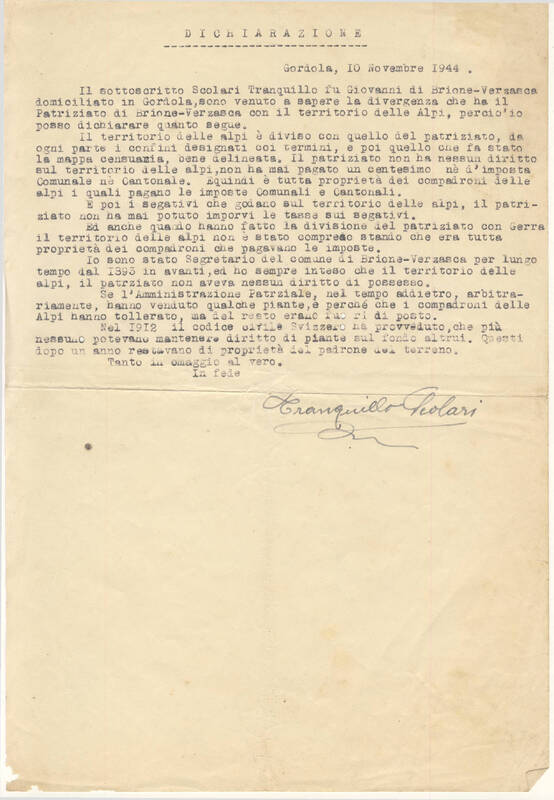 DICHIARAZIONE
Gordola, 10 Novembre 1944 .
Il sottoscritto Scolari Tranquillo fu Giovanni di Brione-Verzasca
domiciliato in Gordola,sono venuto a sapere la divergenza che ha il
Patriziato di Brione-Verzasca con il territorio delle Alpi, perciò'io
posso dichiarare quanto segue.
Il territorio delle alpi è diviso con quello del patriziato, da
ogni parte i confini designati coi termini, e poi quello che fa stato
la mappa censuaria, bene delineata. Il patriziato non ha nessun diritto
sul territorio delle alpi,non ha mai pagato un centesimo nè d'imposta
Comunale nè Cantonale. Equindi è tutta proprietà dei compadroni delle
alpi i quali pagano le imposte Comunali e Cantonali.
E poi i segativi che godano sul territorio delle alpi, il patri-
ziato non ha mai potuto imporvi le tasse sui segativi.
Ed anche quando hanno fatto la divisione del patriziato con Gerra
il territorio delle alpi non è stato compreso stando che era tutta
proprietà dei compadroni che pagavano le imposte.
Io sono stato Segretario del comune di Brione-Verzasca per lungo
tempo dal 1893 in avanti,ed ho sempre inteso che il territorio delle
alpi, il patrziato non aveva nessun diritto di possesso.
Se l'Amministrazione Patrziale, nel tempo addietro, arbitra-
riamente, hanno venduto qualche piante,è perché che i compadroni delle
Alpi hanno tollerato, ma del resto erano fuo ri di posto.
Nel 1912 il codice civile Svizzero ha provveduto,che più
nessuno potevano mantenere diritto di piante sul fondo altrui. Questi
dopo un anno restavano di proprietà del padrone del terreno.
Tanto in omaggio al vero.
In fede
Tranquillo Scolari